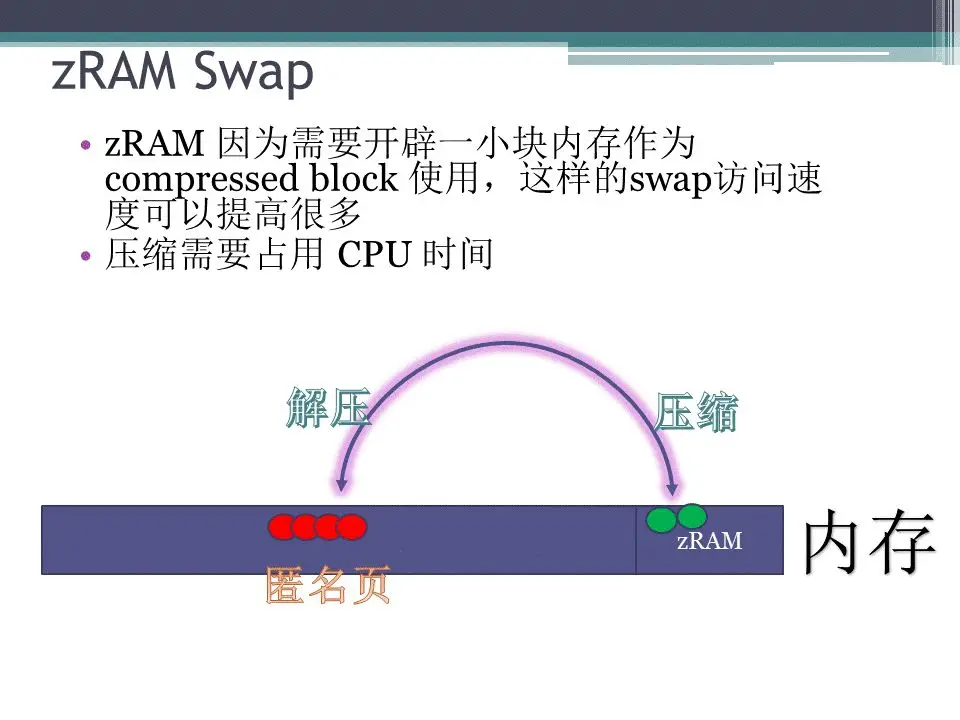 zRAM Swap
• zRAM 因为需要开辟一小块内存作为
compressed block 使用，这样的swap访问速
度可以提高很多
• 压缩需要占用 CPU 时间
解压
压缩
zRAM
内存
匿名页